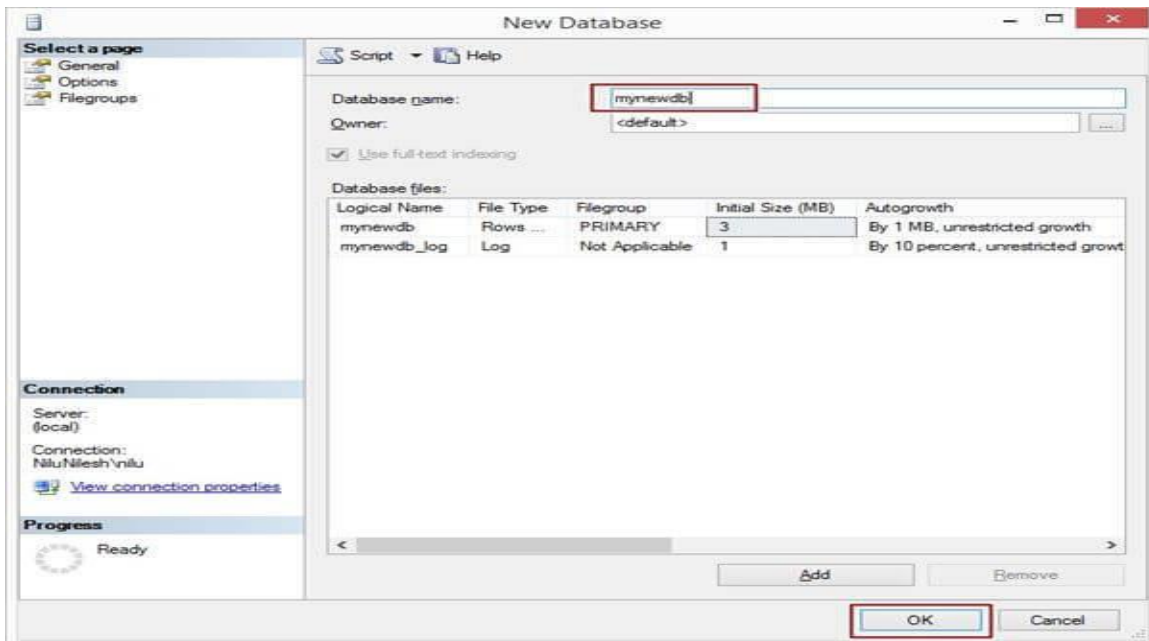 New Database
Select a page
General
Options
Filegroups
Script Help
Database name: mynewdb
Owner: <default> ...
Use full-text indexing
Database files:
Logical Name File Type Filegroup Initial Size (MB) Autogrowth
mynewdb Rows ... PRIMARY 3 By 1 MB, unrestricted growth
mynewdb_log Log Not Applicable 1 By 10 percent, unrestricted growt
Connection
Server:
(local)
Connection:
NiluNilesh\nilu
View connection properties
Progress
Ready
Add Remove
OK Cancel